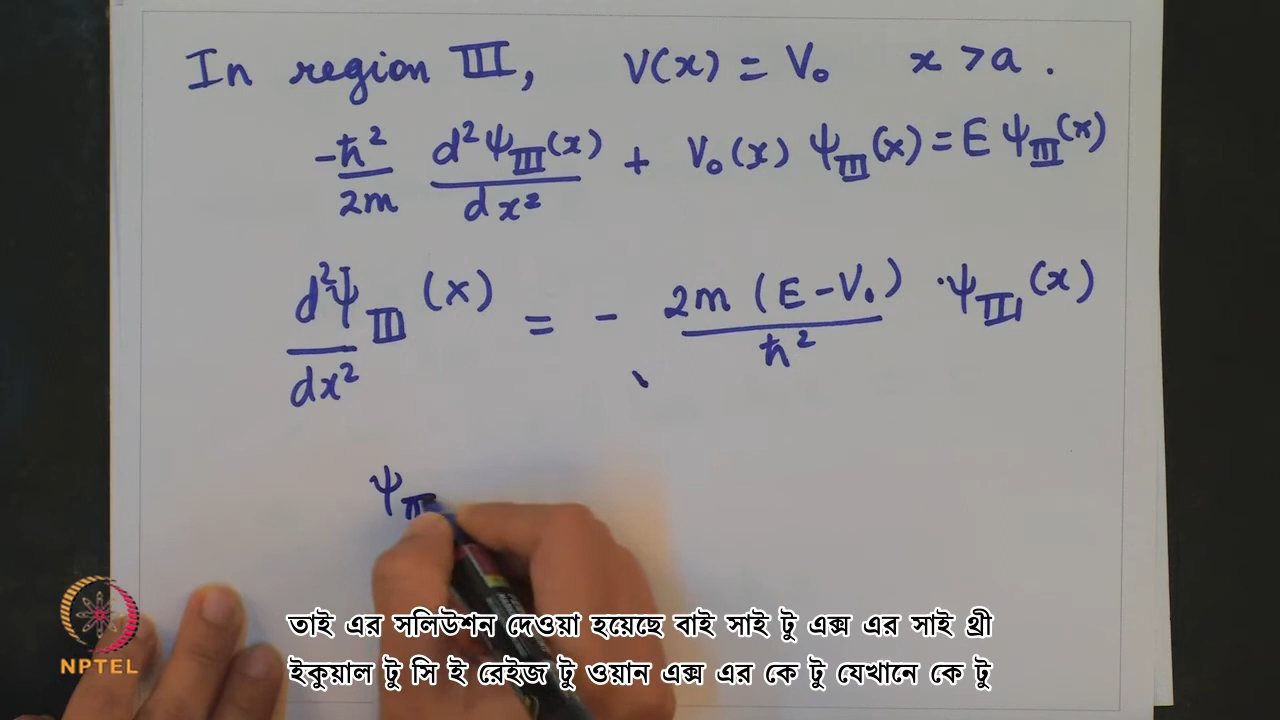 In region III, V(x) = V₀ x > a .
-ħ²/2m d²ψ_III(x)/dx² + V₀(x) ψ_III(x) = E ψ_III(x)
d²ψ_III(x)/dx² = - 2m(E-V₀)/ħ² · ψ_III(x)
ψ_III
তাই এর সলিউশন দেওয়া হয়েছে বাই সাই টু এক্স এর সাই থ্রী
ইকুয়াল টু সি ই রেইজ টু ওয়ান এক্স এর কে টু যেখানে কে টু
NPTEL